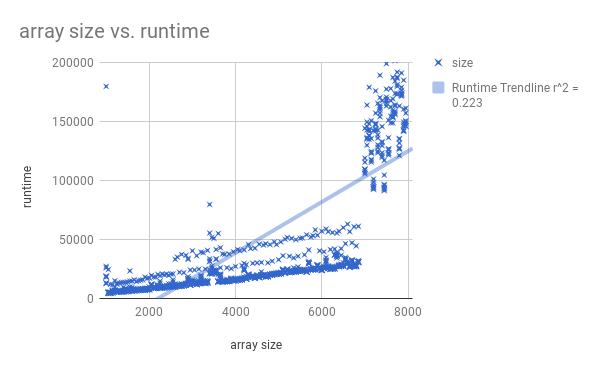 array size vs. runtime
200000
150000
100000
50000
0
2000
4000
6000
8000
runtime
array size
size
Runtime Trendline r^2 =
0.223